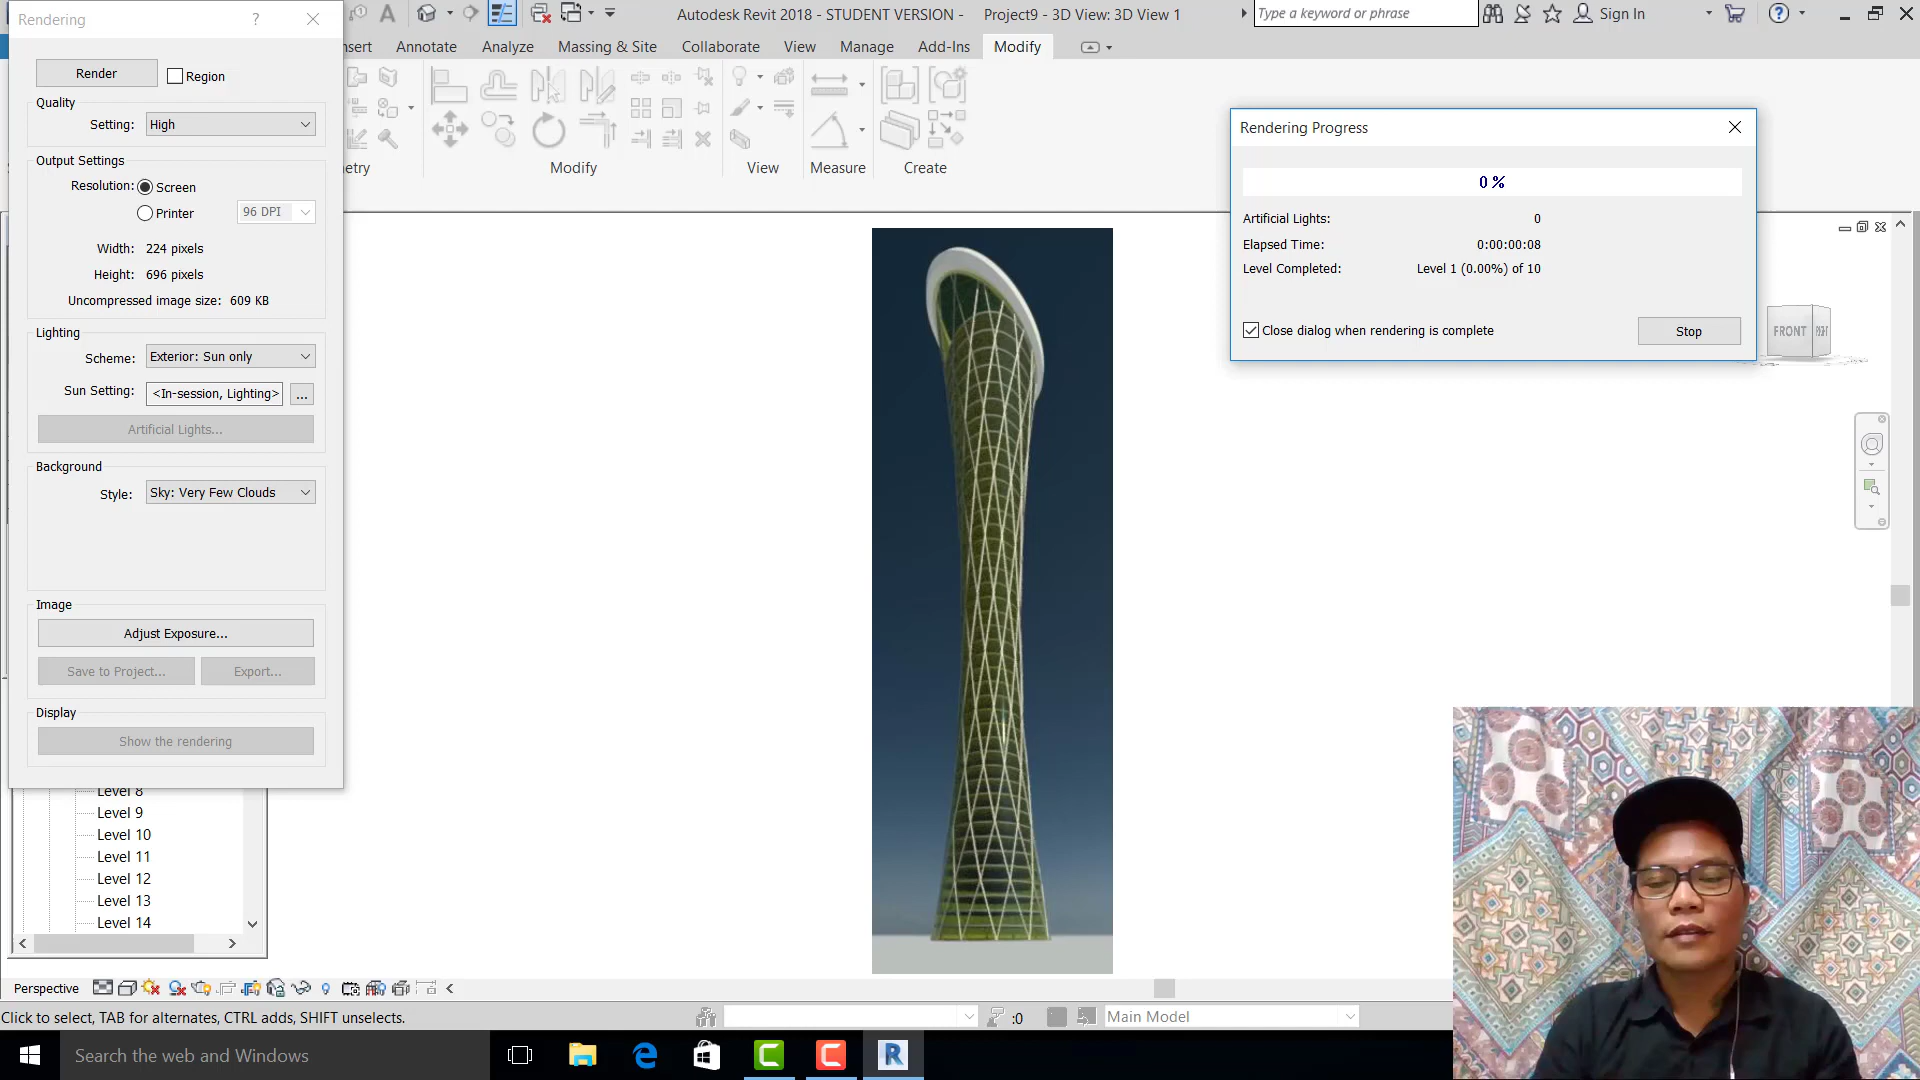 Rendering
?
Render
Region
Quality
Setting:
High
Output Settings
Resolution:
Screen
Printer
96 DPI
Width:
224 pixels
Height:
696 pixels
Uncompressed image size: 609 KB
Lighting
Scheme:
Exterior: Sun only
Sun Setting:
<In-session, Lighting>
...
Artificial Lights...
Background
Style:
Sky: Very Few Clouds
Image
Adjust Exposure...
Save to Project...
Export...
Display
Show the rendering
A
Autodesk Revit 2018 - STUDENT VERSION - Project9 - 3D View: 3D View 1
Type a keyword or phrase
Sign In
?
nsert
Annotate
Analyze
Massing & Site
Collaborate
View
Manage
Add-Ins
Modify
etry
Modify
View
Measure
Create
Rendering Progress
0 %
Artificial Lights:
0
Elapsed Time:
0:00:00:08
Level Completed:
Level 1 (0.00%) of 10
Close dialog when rendering is complete
Stop
FRONT
Level 8
Level 9
Level 10
Level 11
Level 12
Level 13
Level 14
Perspective
Click to select, TAB for alternates, CTRL adds, SHIFT unselects.
:0
Main Model
Search the web and Windows